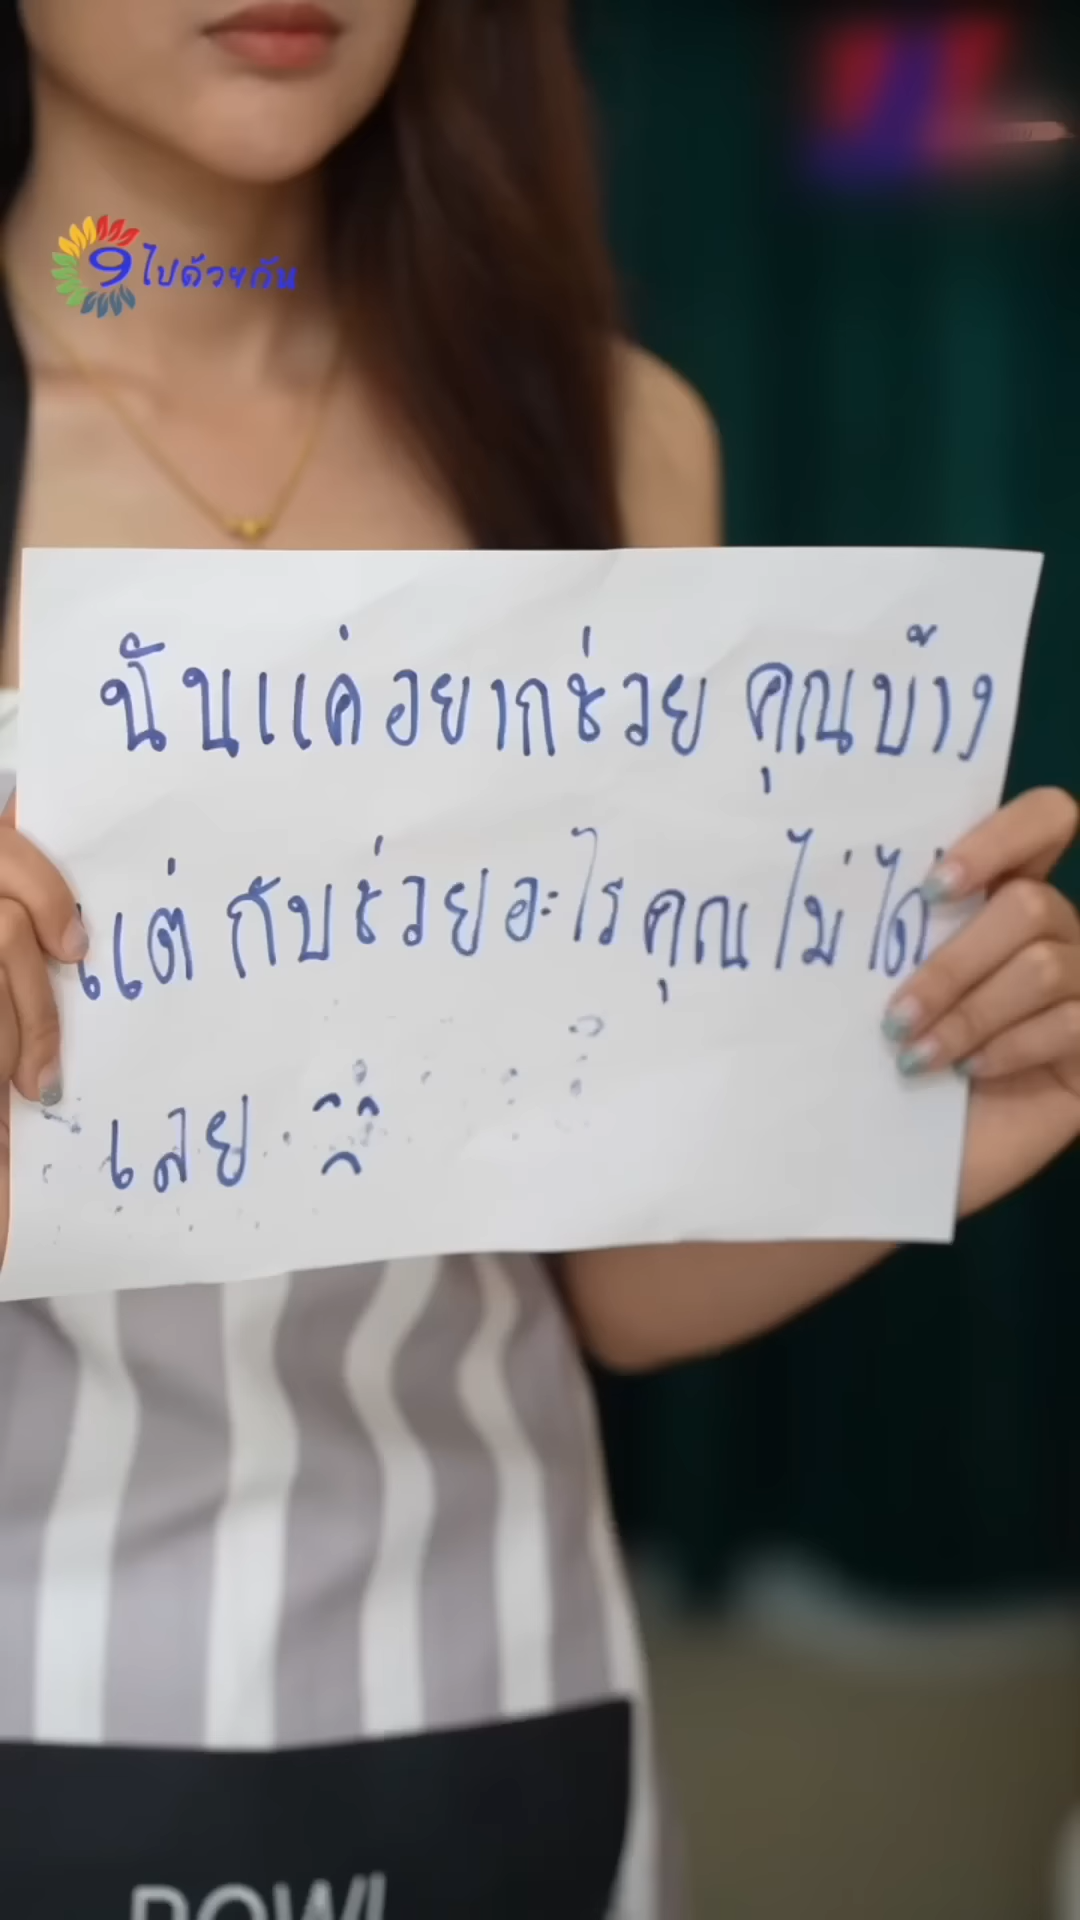 9 ไปด้วยกัน
นั้นแค่อยากช่วย คุณบ้าง
แต่ กับช่วยอะไรคุณไม่ได้
เลย